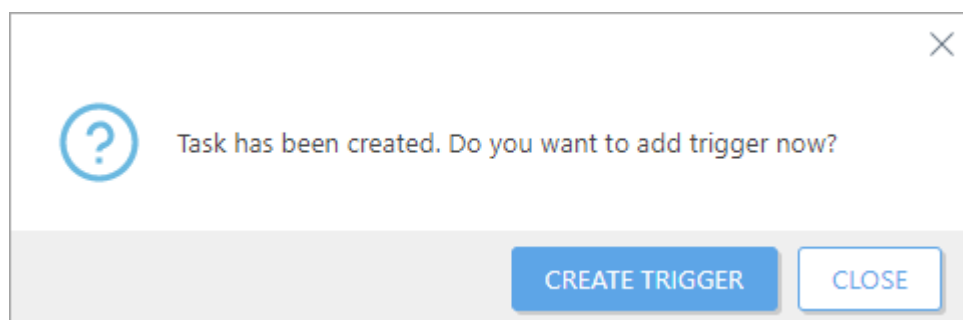 Task has been created. Do you want to add trigger now?
CREATE TRIGGER
CLOSE